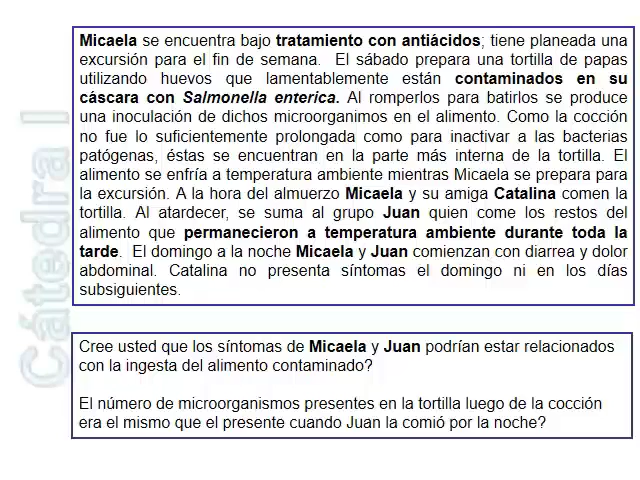 Micaela se encuentra bajo tratamiento con antiácidos; tiene planeada una
excursión para el fin de semana. El sábado prepara una tortilla de papas
utilizando huevos que lamentablemente están contaminados en su
cáscara con Salmonella enterica. Al romperlos para batirlos se produce
una inoculación de dichos microorganimos en el alimento. Como la cocción
no fue lo suficientemente prolongada como para inactivar a las bacterias
patógenas, éstas se encuentran en la parte más interna de la tortilla. El
alimento se enfría a temperatura ambiente mientras Micaela se prepara para
la excursión. A la hora del almuerzo Micaela y su amiga Catalina comen la
tortilla. Al atardecer, se suma al grupo Juan quien come los restos del
alimento que permanecieron a temperatura ambiente durante toda la
tarde. El domingo a la noche Micaela y Juan comienzan con diarrea y dolor
abdominal. Catalina no presenta síntomas el domingo ni en los días
subsiguientes.
Cree usted que los síntomas de Micaela y Juan podrían estar relacionados
con la ingesta del alimento contaminado?
El número de microorganismos presentes en la tortilla luego de la cocción
era el mismo que el presente cuando Juan la comió por la noche?
Cátedra I